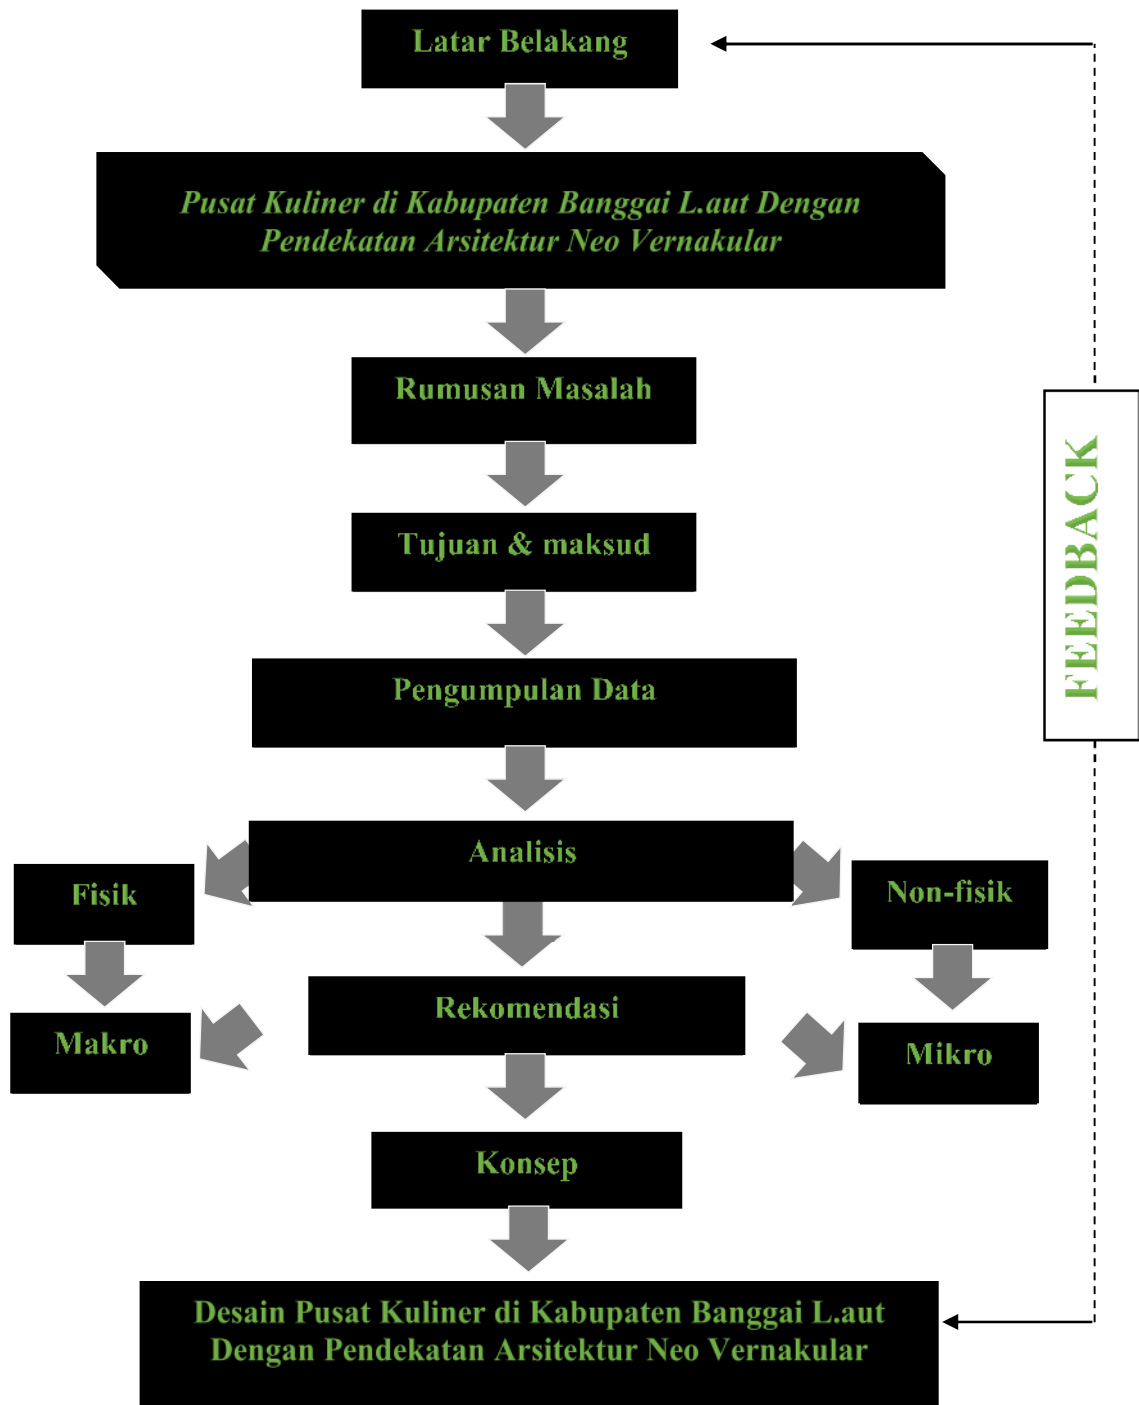 Latar Belakang
Pusat Kuliner di Kabupaten Banggai L.aut Dengan
Pendekatan Arsitektur Neo Vernakular
Rumusan Masalah
Tujuan & maksud
Pengumpulan Data
Analisis
Fisik
Non-fisik
Rekomendasi
Makro
Mikro
Konsep
Desain Pusat Kuliner di Kabupaten Banggai L.aut
Dengan Pendekatan Arsitektur Neo Vernakular
FEEDBACK